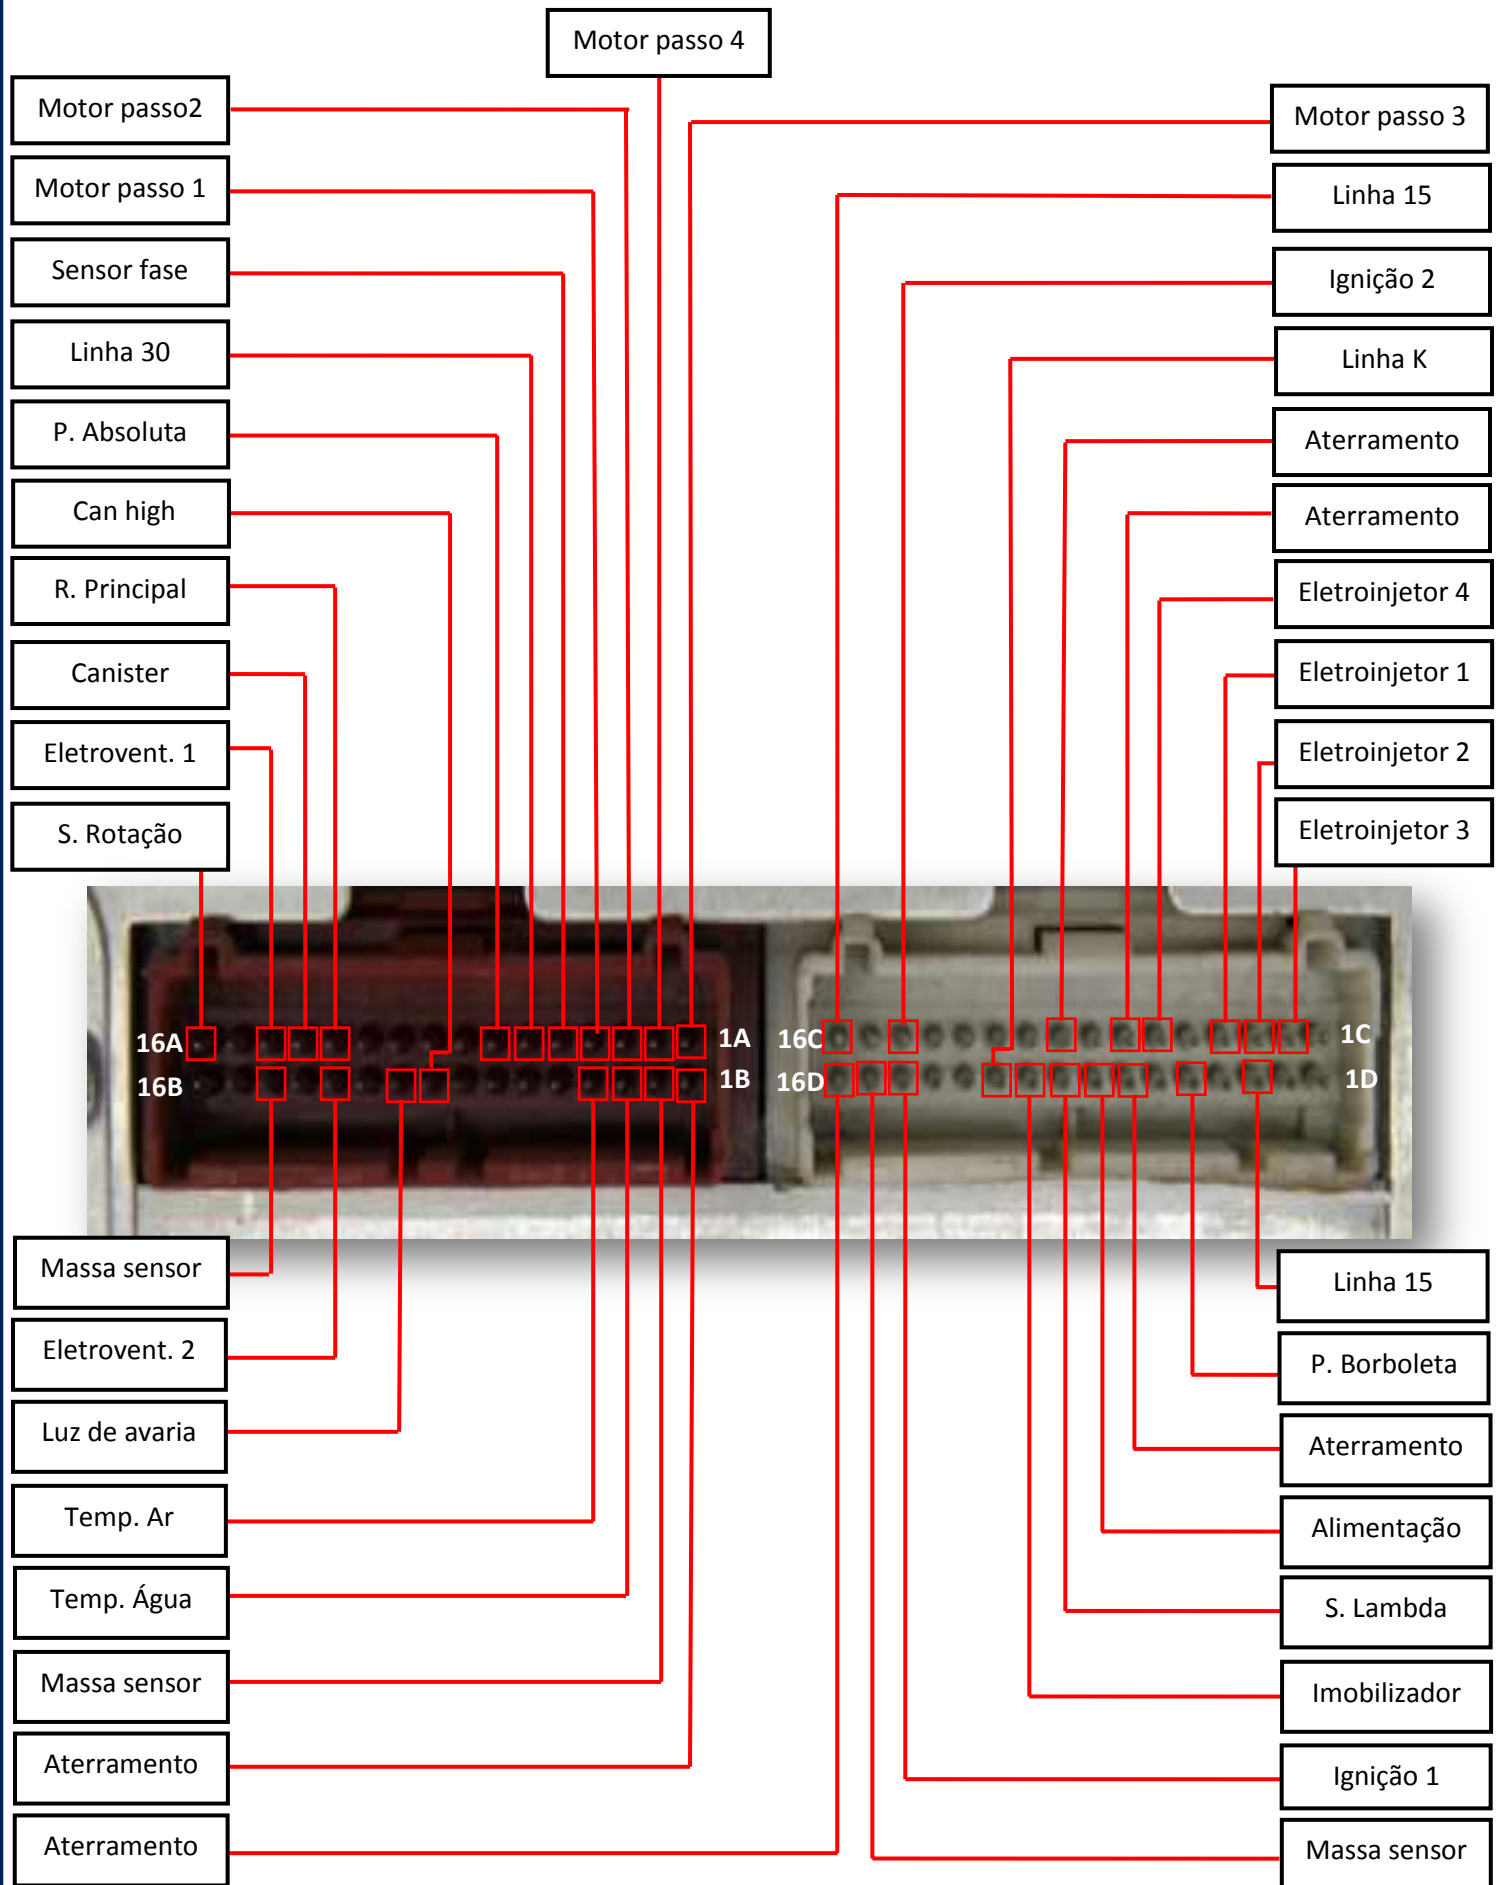 Motor passo 4
Motor passo2
Motor passo 1
Sensor fase
Linha 30
P. Absoluta
Can high
R. Principal
Canister
Eletrovent. 1
S. Rotação
Motor passo 3
Linha 15
Ignição 2
Linha K
Aterramento
Aterramento
Eletroinjetor 4
Eletroinjetor 1
Eletroinjetor 2
Eletroinjetor 3
16A
1A
16C
1C
16B
1B
16D
1D
Massa sensor
Eletrovent. 2
Luz de avaria
Temp. Ar
Temp. Água
Massa sensor
Aterramento
Aterramento
Linha 15
P. Borboleta
Aterramento
Alimentação
S. Lambda
Imobilizador
Ignição 1
Massa sensor